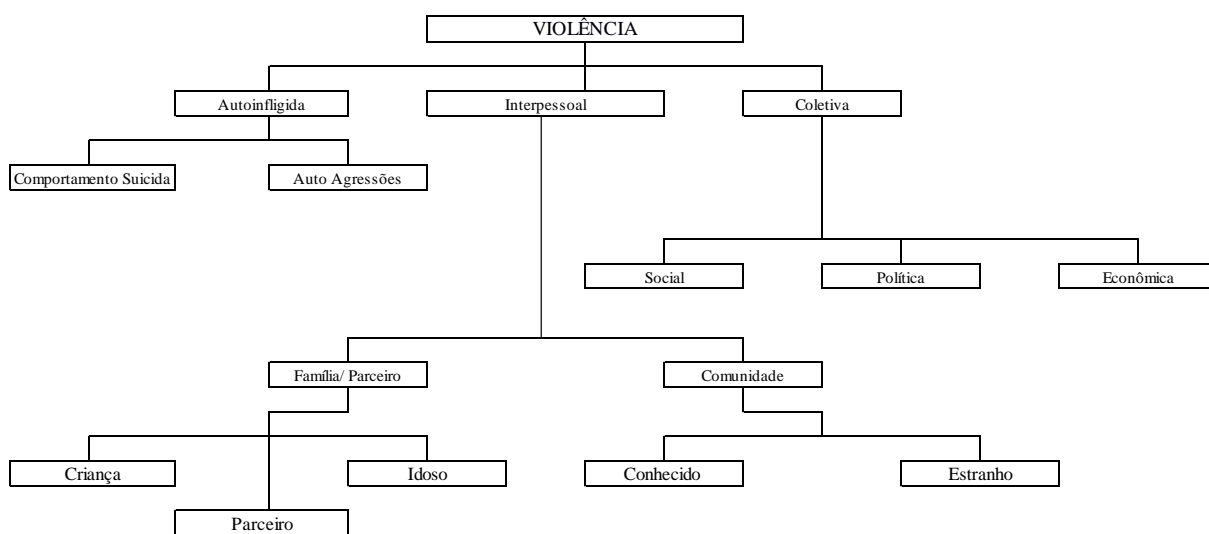 VIOLÊNCIA
Autoinfligida
Interpessoal
Coletiva
Comportamento Suicida
Auto Agressões
Social
Política
Econômica
Família/ Parceiro
Comunidade
Criança
Idoso
Conhecido
Estranho
Parceiro